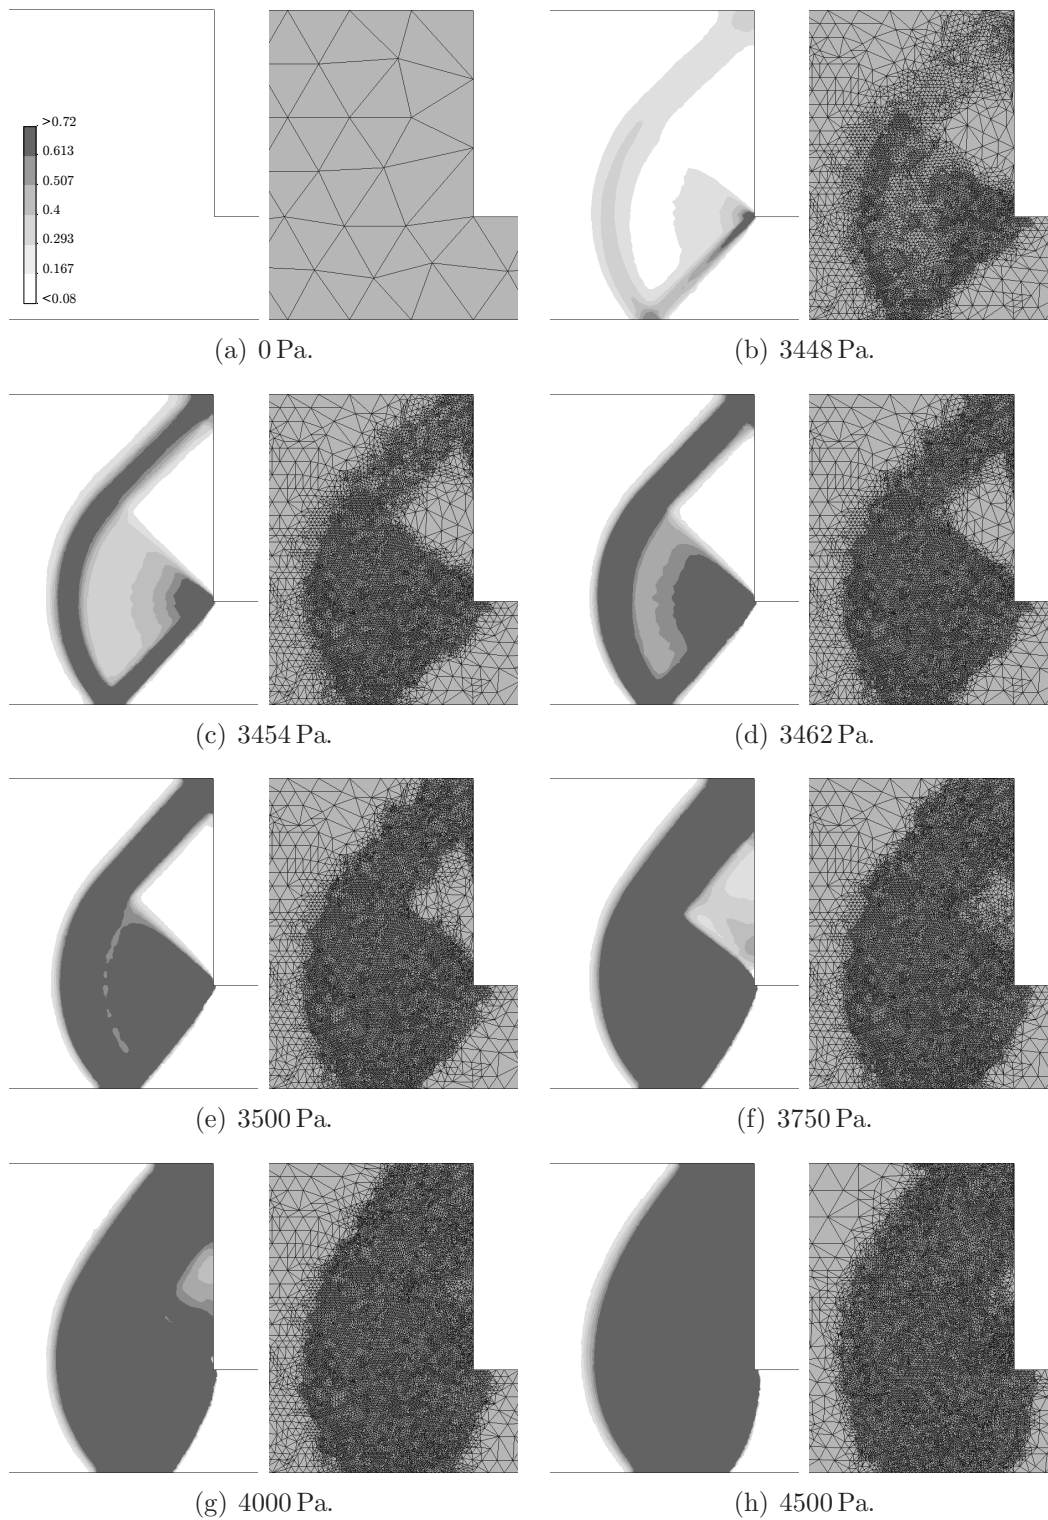 >0.72
0.613
0.507
0.4
0.293
0.167
<0.08
(a) 0 Pa.
(b) 3448 Pa.
(c) 3454 Pa.
(d) 3462 Pa.
(e) 3500 Pa.
(f) 3750 Pa.
(g) 4000 Pa.
(h) 4500 Pa.